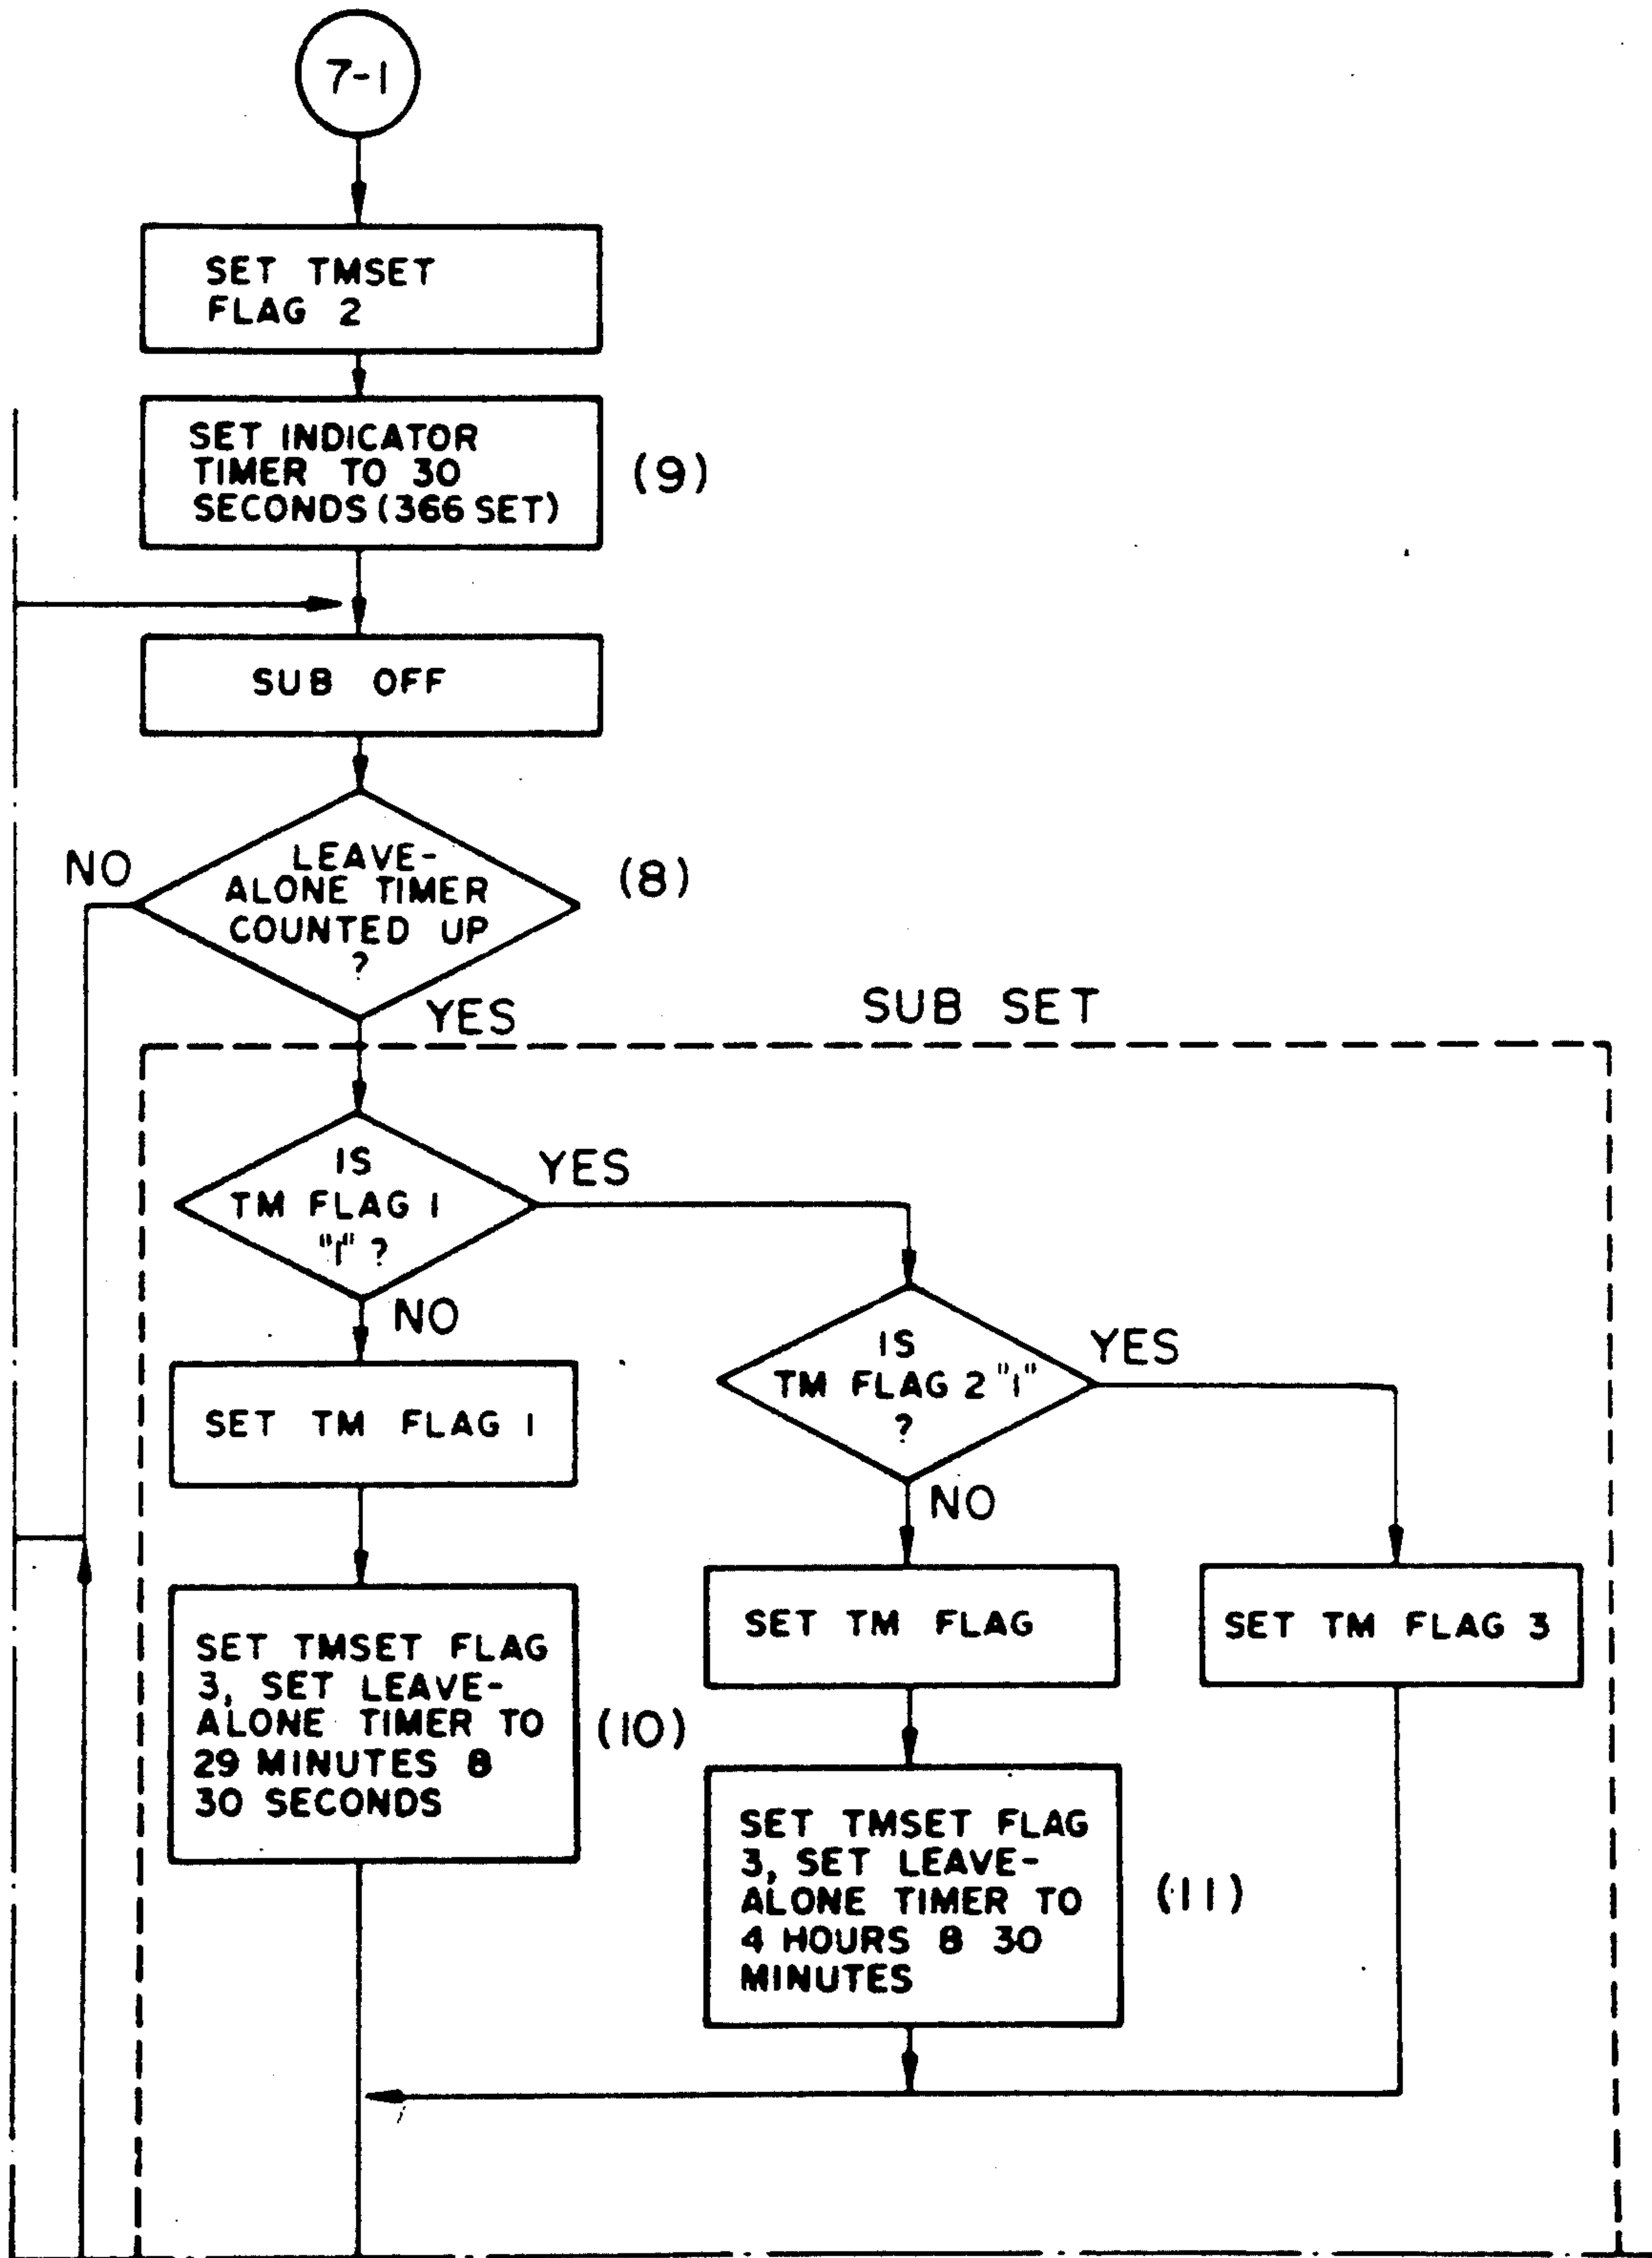 7-1
SET TMSET
FLAG 2
SET INDICATOR
TIMER TO 30
SECONDS (366 SET)
(9)
SUB OFF
LEAVE-
ALONE TIMER
COUNTED UP
?
(8)
NO
YES
SUB SET
IS
TM FLAG 1
"1" ?
YES
NO
IS
TM FLAG 2 "1"
?
YES
NO
SET TM FLAG 1
SET TM FLAG
SET TM FLAG 3
SET TMSET FLAG
3, SET LEAVE-
ALONE TIMER TO
29 MINUTES 8
30 SECONDS
(10)
SET TMSET FLAG
3, SET LEAVE-
ALONE TIMER TO
4 HOURS 8 30
MINUTES
(11)